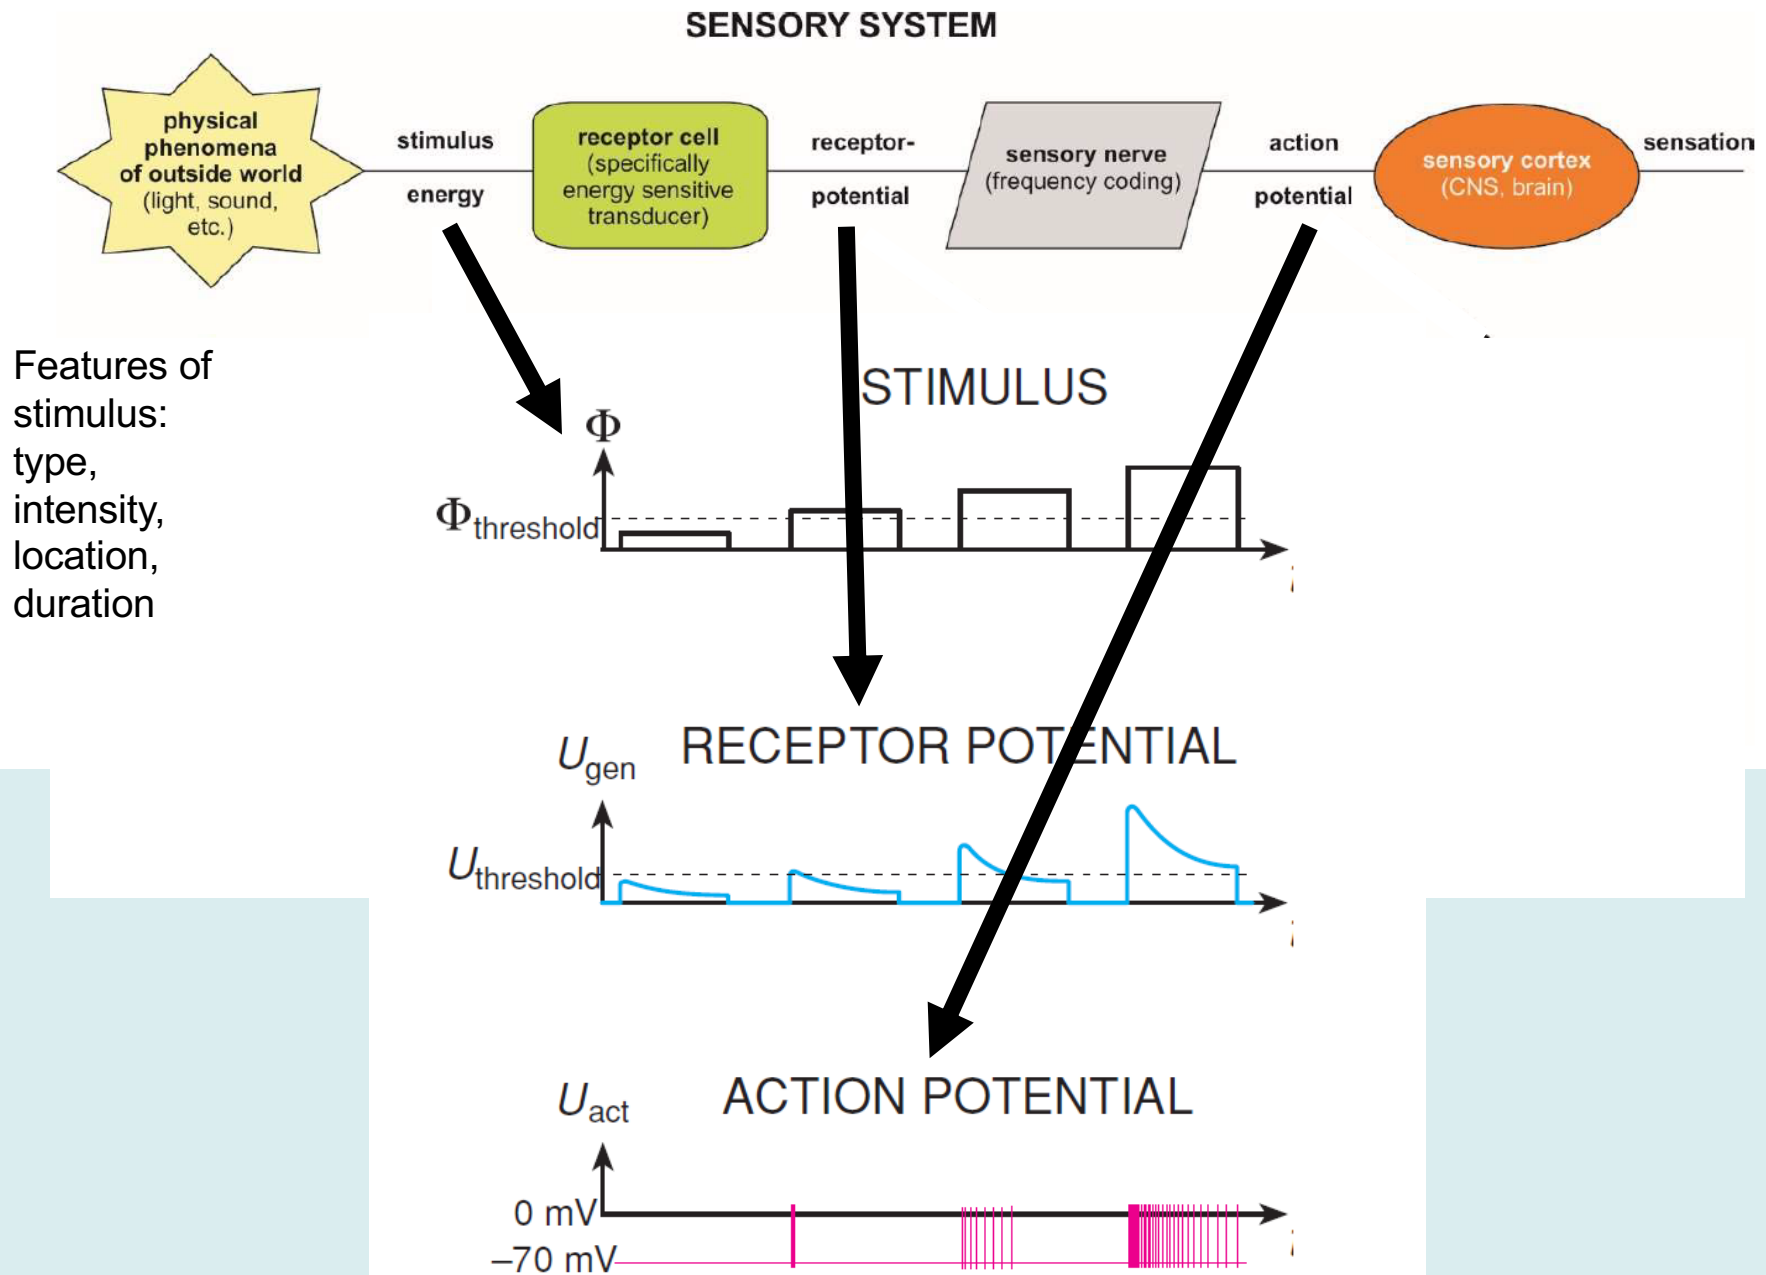 SENSORY SYSTEM
physical
phenomena
of outside world
(light, sound,
etc.)
stimulus
energy
receptor cell
(specifically
energy sensitive
transducer)
receptor-
potential
sensory nerve
(frequency coding)
action
potential
sensory cortex
(CNS, brain)
sensation
Features of
stimulus:
type,
intensity,
location,
duration
STIMULUS
Φ
Φthreshold
RECEPTOR POTENTIAL
Ugen
Uthreshold
ACTION POTENTIAL
Uact
0 mV
–70 mV